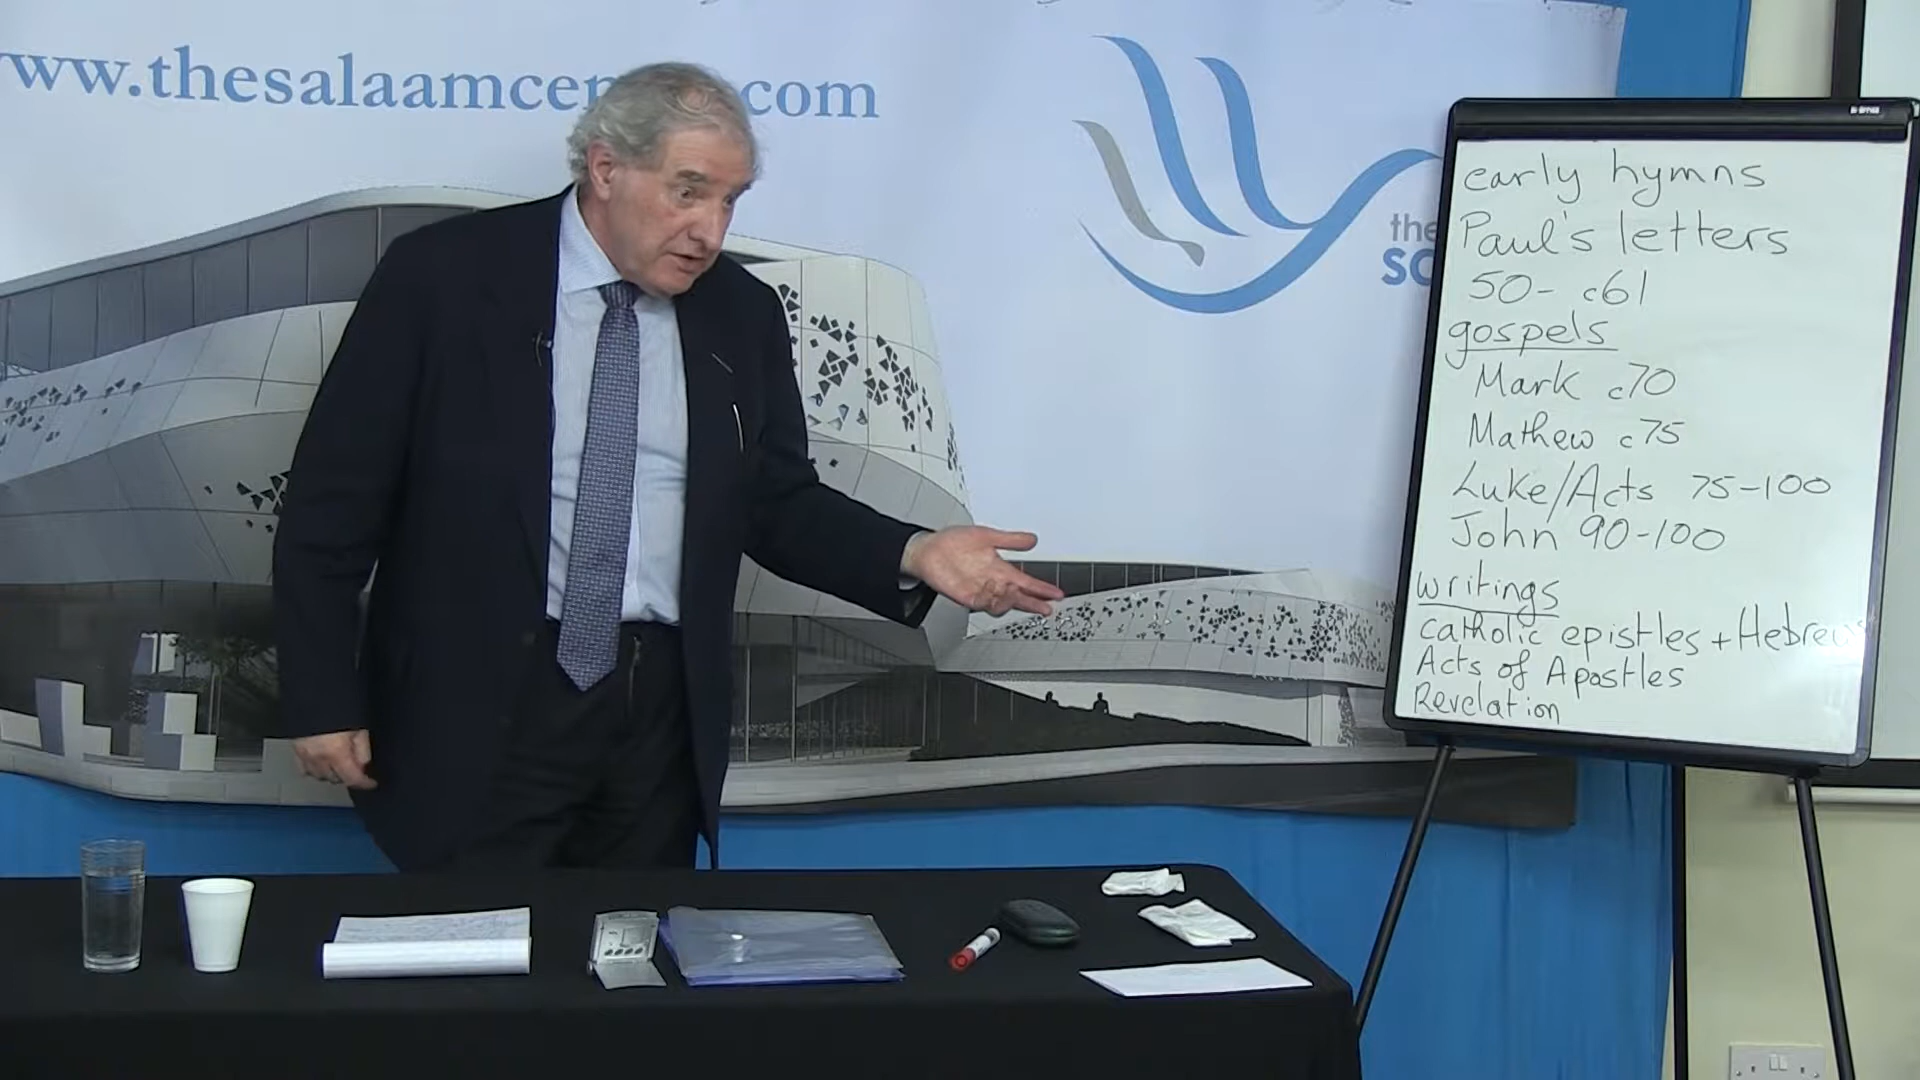 www.thesalaamcen .com
the
sc
early hymns
Paul's letters
50- c61
gospels
Mark c70
Mathew c75
Luke/Acts 75-100
John 90-100
writings
catholic epistles + Hebrews
Acts of Apostles
Revelation